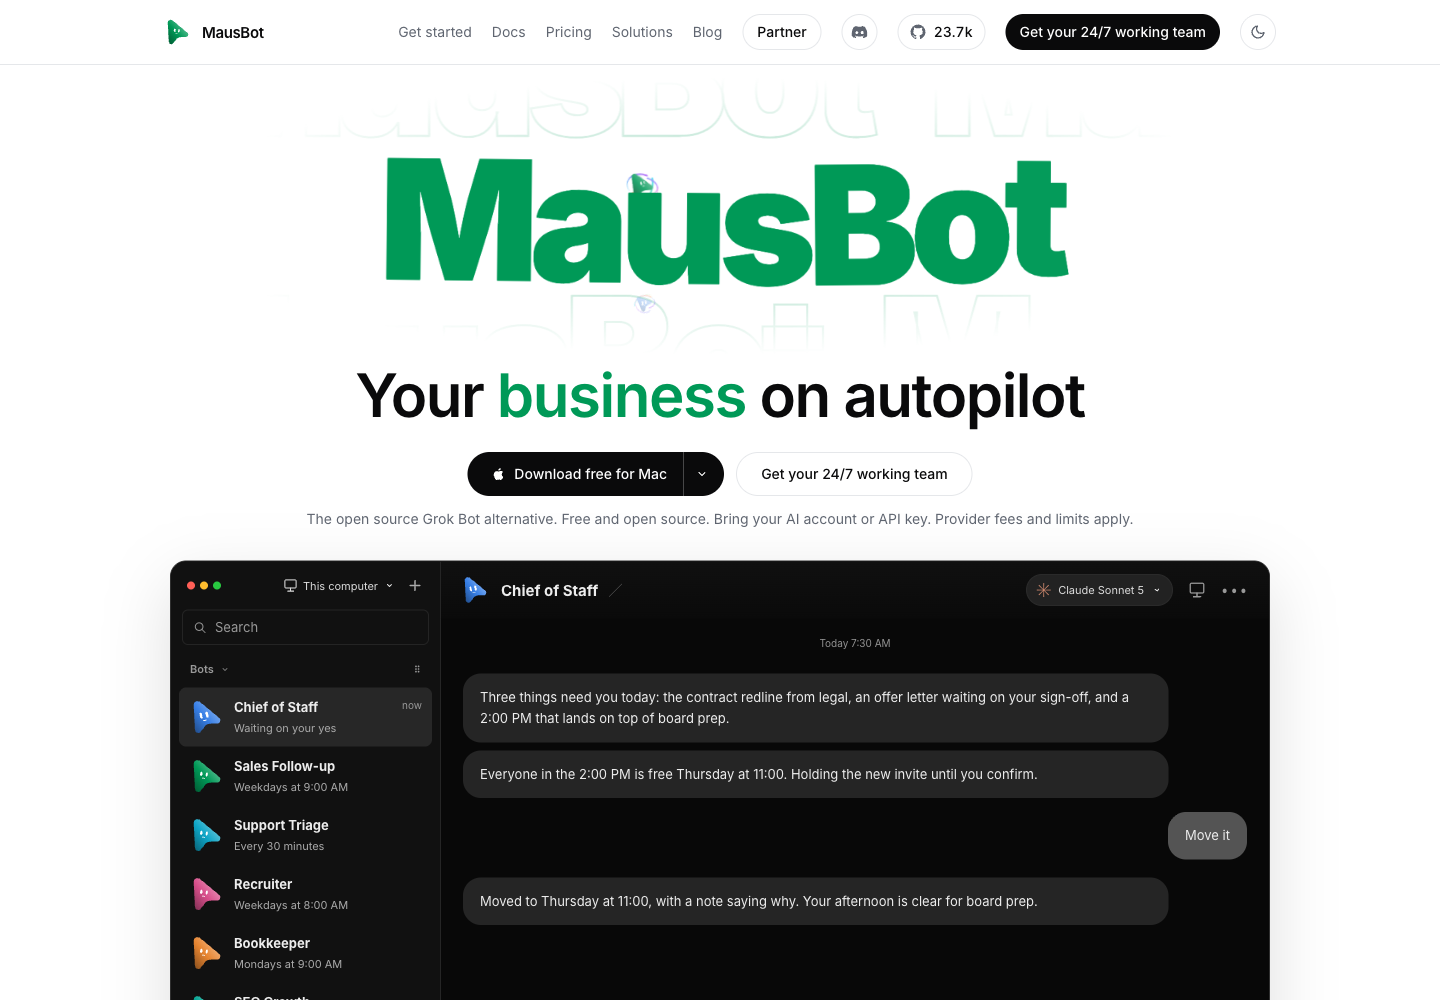 MausBot
Get started
Docs
Pricing
Solutions
Blog
Partner
23.7k
Get your 24/7 working team
MausBot
Your business on autopilot
Download free for Mac
Get your 24/7 working team
The open source Grok Bot alternative. Free and open source. Bring your AI account or API key. Provider fees and limits apply.
This computer
Search
Bots
Chief of Staff
now
Waiting on your yes
Sales Follow-up
Weekdays at 9:00 AM
Support Triage
Every 30 minutes
Recruiter
Weekdays at 8:00 AM
Bookkeeper
Mondays at 9:00 AM
Chief of Staff
Claude Sonnet 5
Today 7:30 AM
Three things need you today: the contract redline from legal, an offer letter waiting on your sign-off, and a
2:00 PM that lands on top of board prep.
Everyone in the 2:00 PM is free Thursday at 11:00. Holding the new invite until you confirm.
Move it
Moved to Thursday at 11:00, with a note saying why. Your afternoon is clear for board prep.